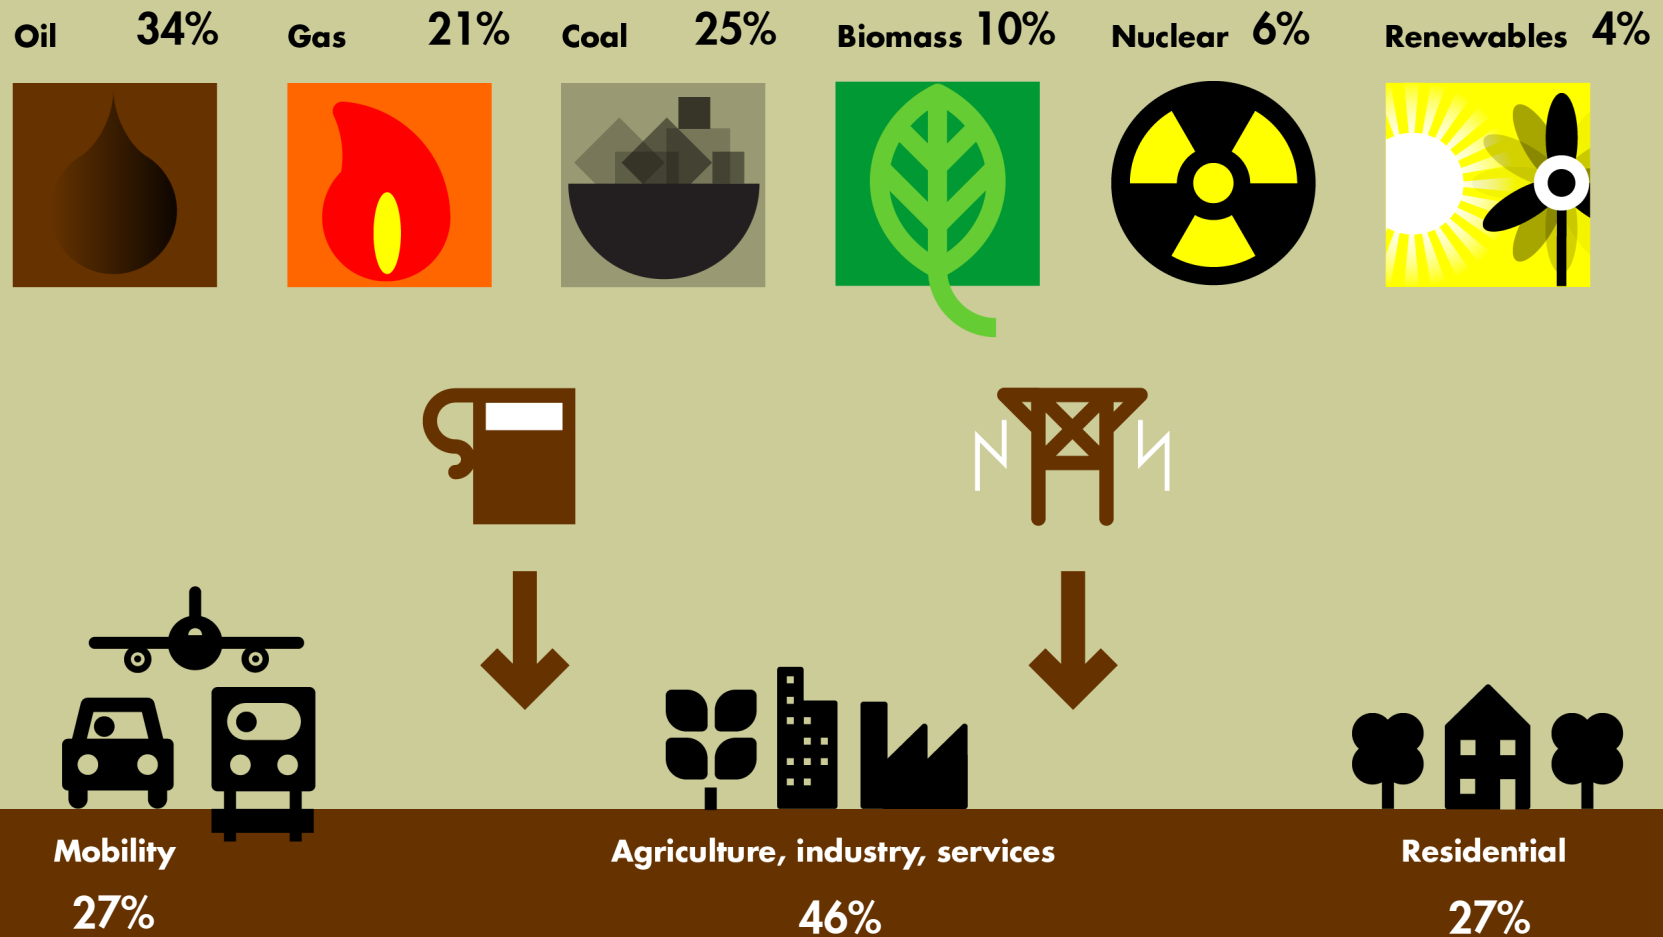 Oil 34% Gas 21% Coal 25% Biomass 10% Nuclear 6% Renewables 4%
Mobility Agriculture, industry, services Residential
27% 46% 27%